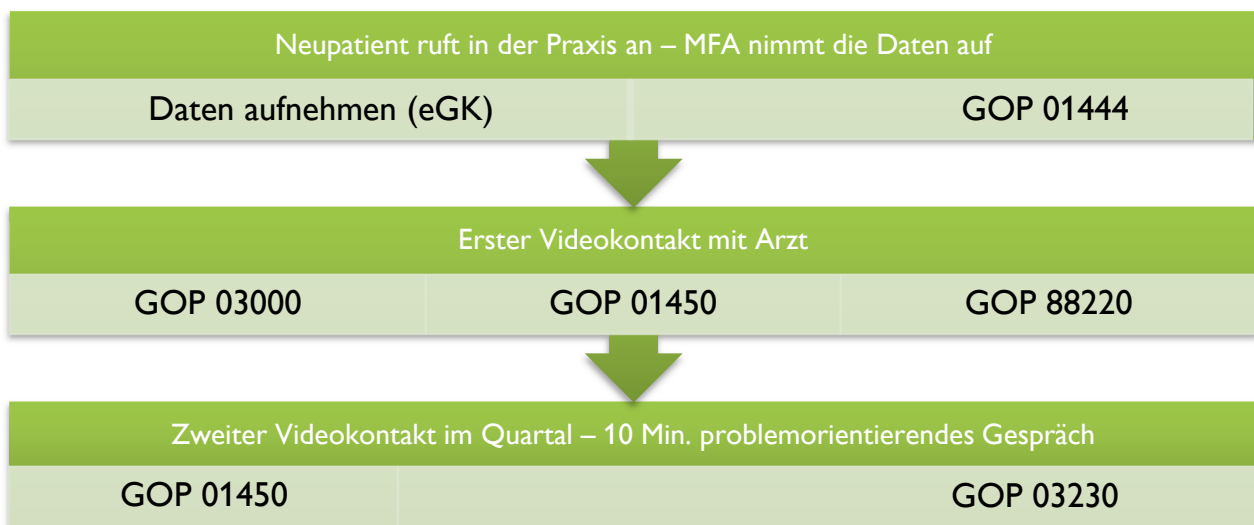 Neupatient ruft in der Praxis an – MFA nimmt die Daten auf
Daten aufnehmen (eGK)
GOP 01444
Erster Videokontakt mit Arzt
GOP 03000
GOP 01450
GOP 88220
Zweiter Videokontakt im Quartal – 10 Min. problemorientierendes Gespräch
GOP 01450
GOP 03230